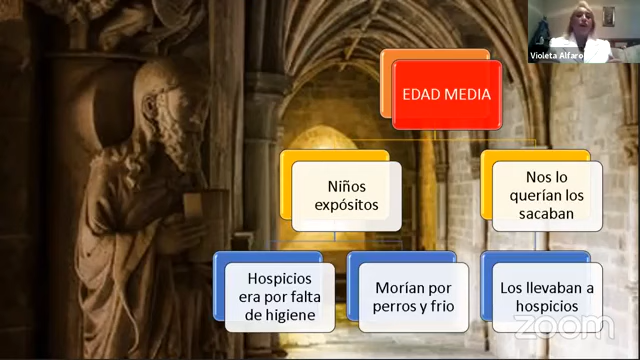 Violeta Alfaro
EDAD MEDIA
Niños
expósitos
Nos lo
querían los
sacaban
Hospicios
era por falta
de higiene
Morían por
perros y frio
Los llevaban a
hospicios
zoom